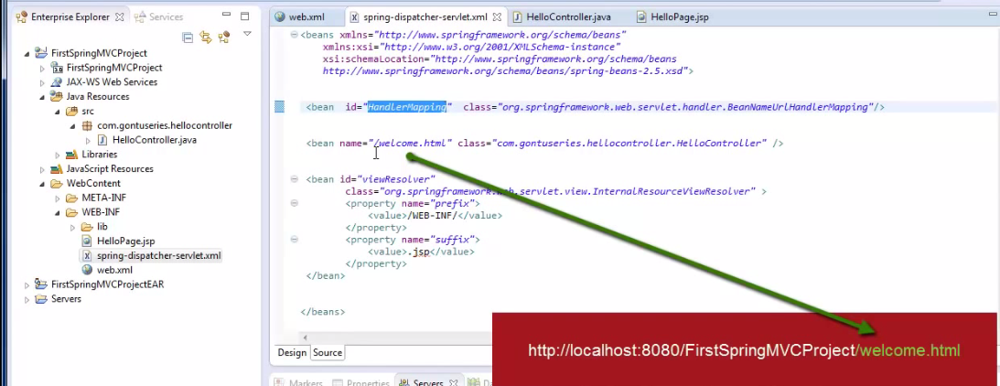 Enterprise Explorer
Services
FirstSpringMVCProject
FirstSpringMVCProject
JAX-WS Web Services
Java Resources
src
com.gontuseries.hellocontroller
HelloController.java
Libraries
JavaScript Resources
WebContent
META-INF
WEB-INF
lib
HelloPage.jsp
spring-dispatcher-servlet.xml
web.xml
FirstSpringMVCProjectEAR
Servers
web.xml
spring-dispatcher-servlet.xml
HelloController.java
HelloPage.jsp
<beans xmlns="http://www.springframework.org/schema/beans"
xmlns:xsi="http://www.w3.org/2001/XMLSchema-instance"
xsi:schemaLocation="http://www.springframework.org/schema/beans
http://www.springframework.org/schema/beans/spring-beans-2.5.xsd">
<bean id="HandlerMapping" class="org.springframework.web.servlet.handler.BeanNameUrlHandlerMapping"/>
<bean name="/welcome.html" class="com.gontuseries.hellocontroller.HelloController" />
<bean id="viewResolver"
class="org.springframework.web.servlet.view.InternalResourceViewResolver" >
<property name="prefix">
<value>/WEB-INF/</value>
</property>
<property name="suffix">
<value>.jsp</value>
</property>
</bean>
</beans>
Design
Source
http://localhost:8080/FirstSpringMVCProject/welcome.html
Markers
Properties
Servers